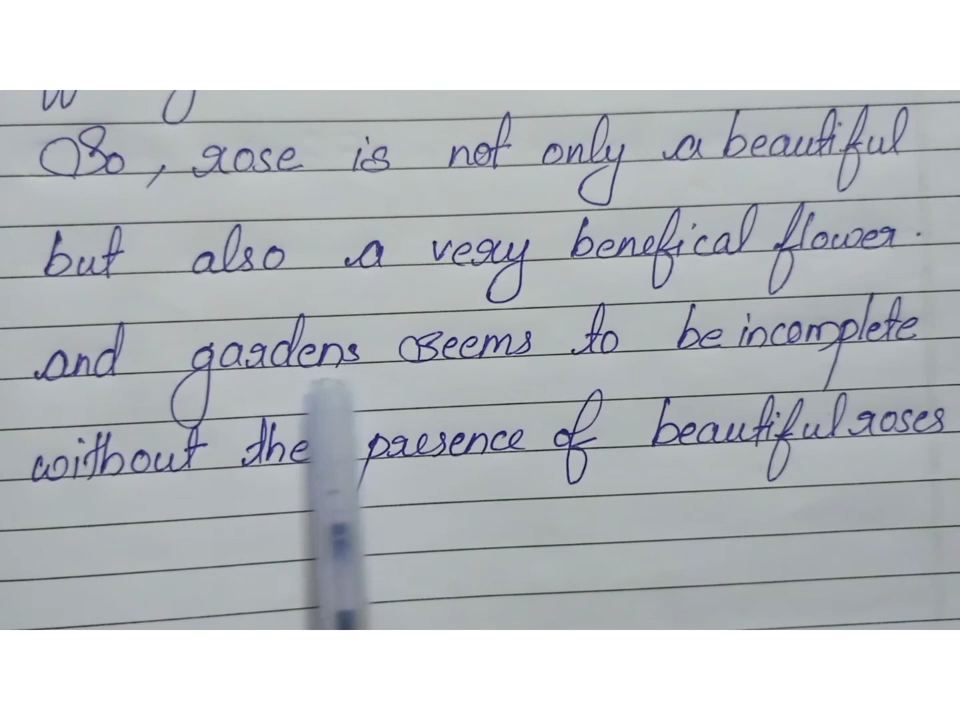 So, rose is not only a beautiful
but also a very benefical flower.
and gardens seems to be incomplete
without the presence of beautiful roses